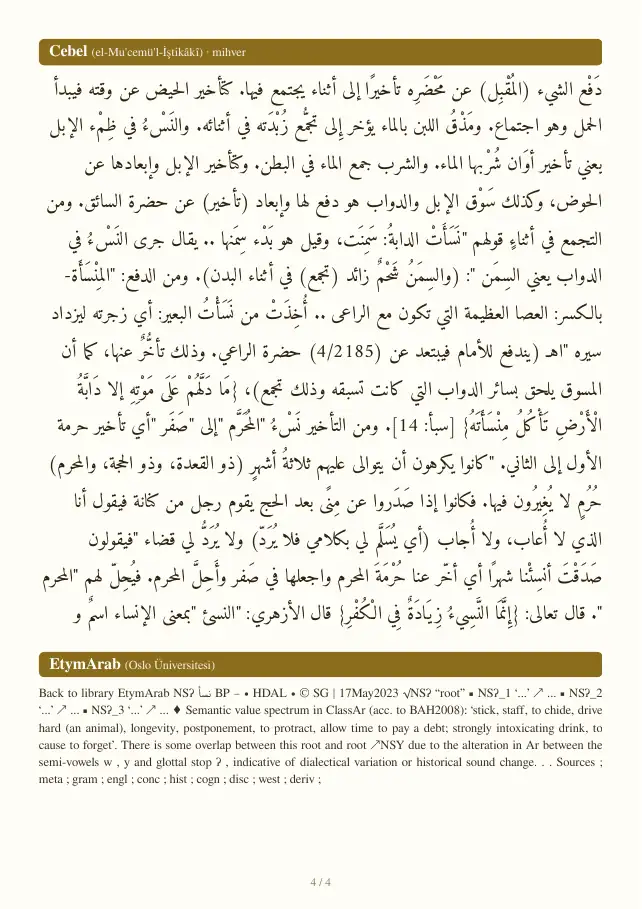 Cebel (el-Mu'cemü'l-İştikâkî) · mihver
دَفْع الشيء (المُقْبِل) عن مَحْضَرِه تأخيرًا إلى أثناء يجتمع فيها. كتأخير الحيض عن وقته فيبدأ
الحمل وهو اجتماع. ومَذْقُ اللبن بالماء يؤخر إلى تجمُّع زُبْدَته في أثنائه. والنَسْءُ في ظِمْء الإبل
يعني تأخير أوَان شُرْبها الماء. والشرب جمع الماء في البطن. وكتأخير الإبل وإبعادها عن
الحوض، وكذلك سَوْق الإبل والدواب هو دفع لها وإبعاد (تأخير) عن حضرة السائق. ومن
التجمع في أثناءٍ قولهم "نَسَأَتْ الدابةُ: سَمِنَت، وقيل هو بَدْء سِمَنها .. يقال جرى النَسْءُ في
الدواب يعني السِمَن ": (والسِمَنُ شَحْمٌ زائد (تجمع) في أثناء البدن). ومن الدفع: "المِنْسَأَة-
بالكسر: العصا العظيمة التي تكون مع الراعى .. أُخِذَتْ من نَسَأْتُ البعير: أي زجرته ليزداد
سيره "اهـ (يندفع للأمام فيبتعد عن (4/2185) حضرة الراعي. وذلك تأخُّرٌ عنها، كما أن
المسوق يلحق بسائر الدواب التي كانت تسبقه وذلك تجمع)، {مَا دَلَّهُمْ عَلَى مَوْتِهِ إلا دَابَّةُ
الْأَرْضِ تَأْكُلُ مِنْسَأَتَهُ} [سبأ: 14]. ومن التأخير نَسْءُ "المُحَرَّم "إلى "صَفَر "أي تأخير حرمة
الأول إلى الثاني. "كانوا يكرهون أن يتوالى عليهم ثلاثةُ أشهرٍ (ذو القعدة، وذو الحجة، والمحرم)
حُرُمٍ لا يُغيرُون فيها. فكانوا إذا صَدَروا عن مِنًى بعد الحج يقوم رجل من كنانة فيقول أنا
الذي لا أُعاب، ولا أُجاب (أي يُسَلَّم لي بكلامي فلا يُرَدّ) ولا يُرَدُّ لي قضاء "فيقولون
صَدَقْتَ أنسِئْنا شهرًا أي أخّر عنا حُرْمَةَ المحرم واجعلها في صَفر وأَحِلَّ المحرم. فيُحِلّ لهم "المحرم
". قال تعالى: {إِنَّمَا النَّسِيءُ زِيَادَةٌ فِي الْكُفْرِ} قال الأزهري: "النسئ "بمعنى الإنساء اسمٌ و
EtymArab (Oslo Üniversitesi)
Back to library EtymArab NSʔ نسأ BP – • HDAL • © SG | 17May2023 √NSʔ “root” ▪ NSʔ_1 ‘...’ ↗ ... ▪ NSʔ_2
‘...’ ↗ ... ▪ NSʔ_3 ‘...’ ↗ ... ♦ Semantic value spectrum in ClassAr (acc. to BAH2008): ‘stick, staff, to chide, drive
hard (an animal), longevity, postponement, to protract, allow time to pay a debt; strongly intoxicating drink, to
cause to forget’. There is some overlap between this root and root ↗NSY due to the alteration in Ar between the
semi-vowels w , y and glottal stop ʔ , indicative of dialectical variation or historical sound change. . . Sources ;
meta ; gram ; engl ; conc ; hist ; cogn ; disc ; west ; deriv ;
4 / 4